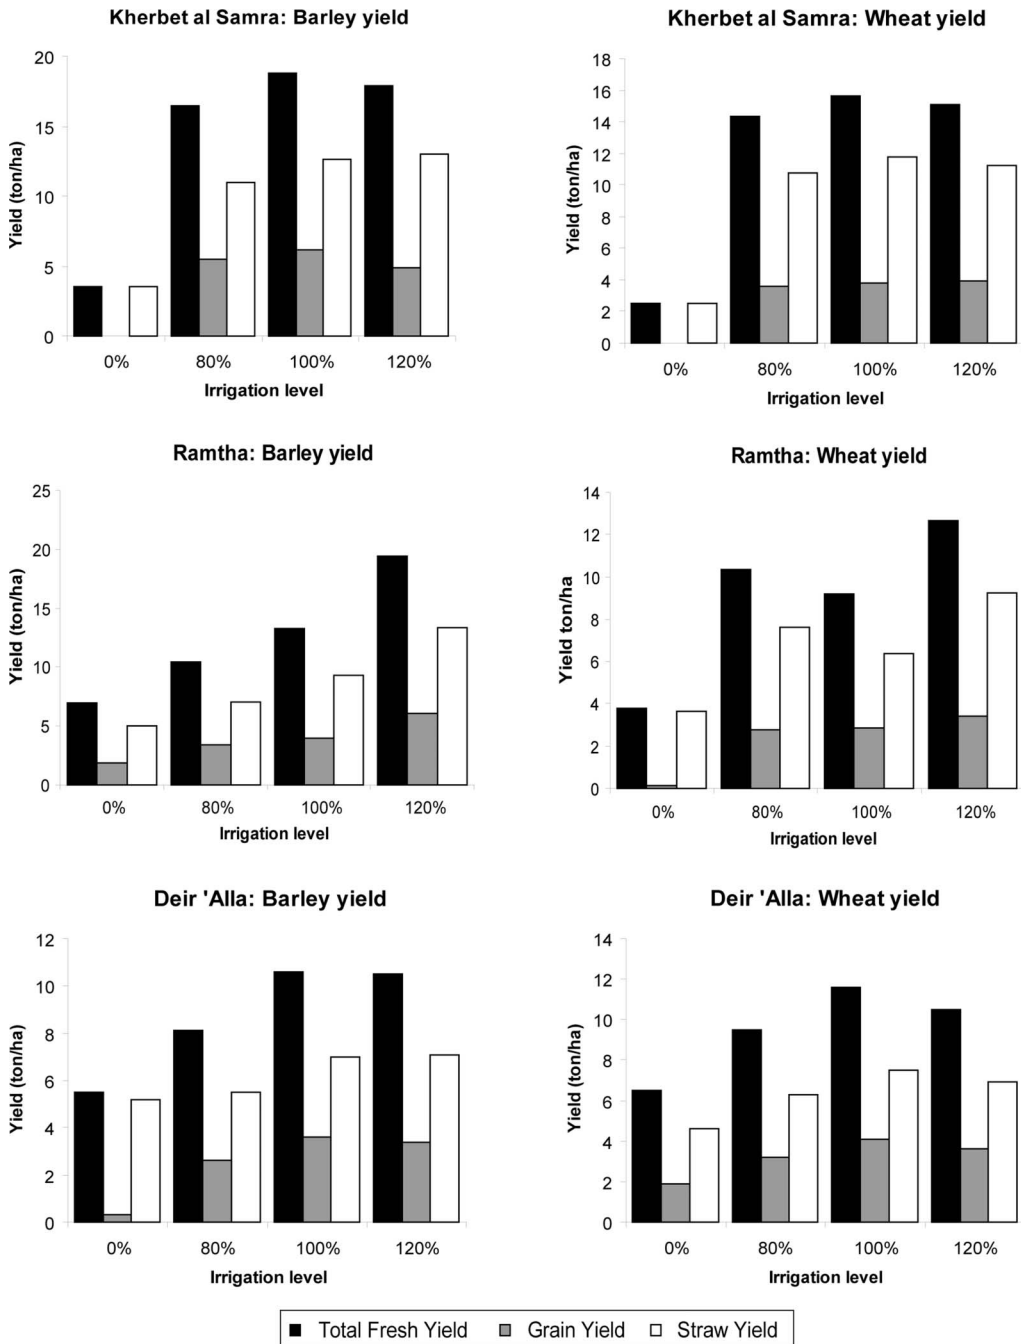 Kherbet al Samra: Barley yield
20
15
10
5
0
Yield (ton/ha)
0% 80% 100% 120%
Irrigation level
Kherbet al Samra: Wheat yield
18
16
14
12
10
8
6
4
2
0
Yield (ton/ha)
0% 80% 100% 120%
Irrigation level
Ramtha: Barley yield
25
20
15
10
5
0
Yield (ton/ha)
0% 80% 100% 120%
Irrigation level
Ramtha: Wheat yield
14
12
10
8
6
4
2
0
Yield ton/ha
0% 80% 100% 120%
Irrigation level
Deir 'Alla: Barley yield
12
10
8
6
4
2
0
Yield (ton/ha)
0% 80% 100% 120%
Irrigation level
Deir 'Alla: Wheat yield
14
12
10
8
6
4
2
0
Yield (ton/ha)
0% 80% 100% 120%
Irrigation level
Total Fresh Yield Grain Yield Straw Yield